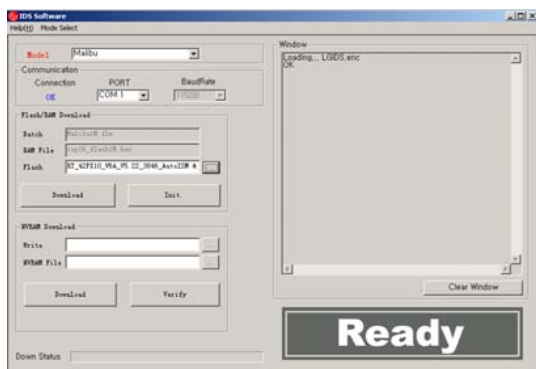 IDS Software
Help(H) Mode Select
Model Malibu
Communication
Connection PORT BaudRate
OK COM 1 115200
Flash/RAM Download
Batch
RAM File
Flash
Download Init.
NVRAM Download
Write
NVRAM File
Download Verify
Down Status
Window
Loading... LGIDS.enc
OK
Clear Window
Ready